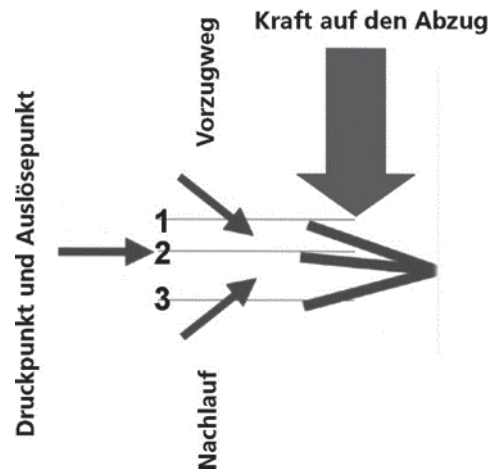 Kraft auf den Abzug
Vorzugweg
Druckpunkt und Auslösepunkt
1
2
3
Nachlauf